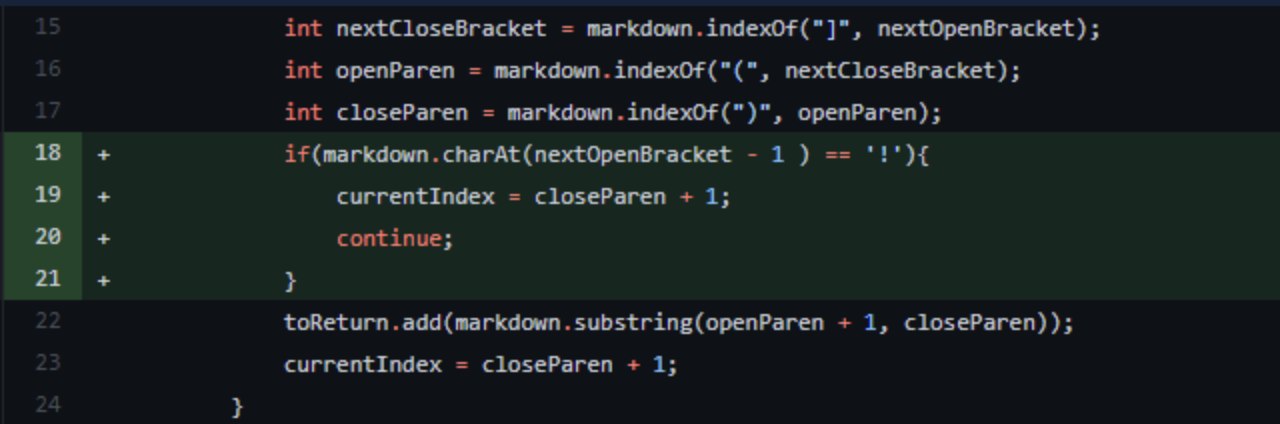 15 int nextCloseBracket = markdown.indexOf("]", nextOpenBracket);
16 int openParen = markdown.indexOf("(", nextCloseBracket);
17 int closeParen = markdown.indexOf(")", openParen);
18 + if(markdown.charAt(nextOpenBracket - 1 ) == '!'){
19 + currentIndex = closeParen + 1;
20 + continue;
21 + }
22 toReturn.add(markdown.substring(openParen + 1, closeParen));
23 currentIndex = closeParen + 1;
24 }